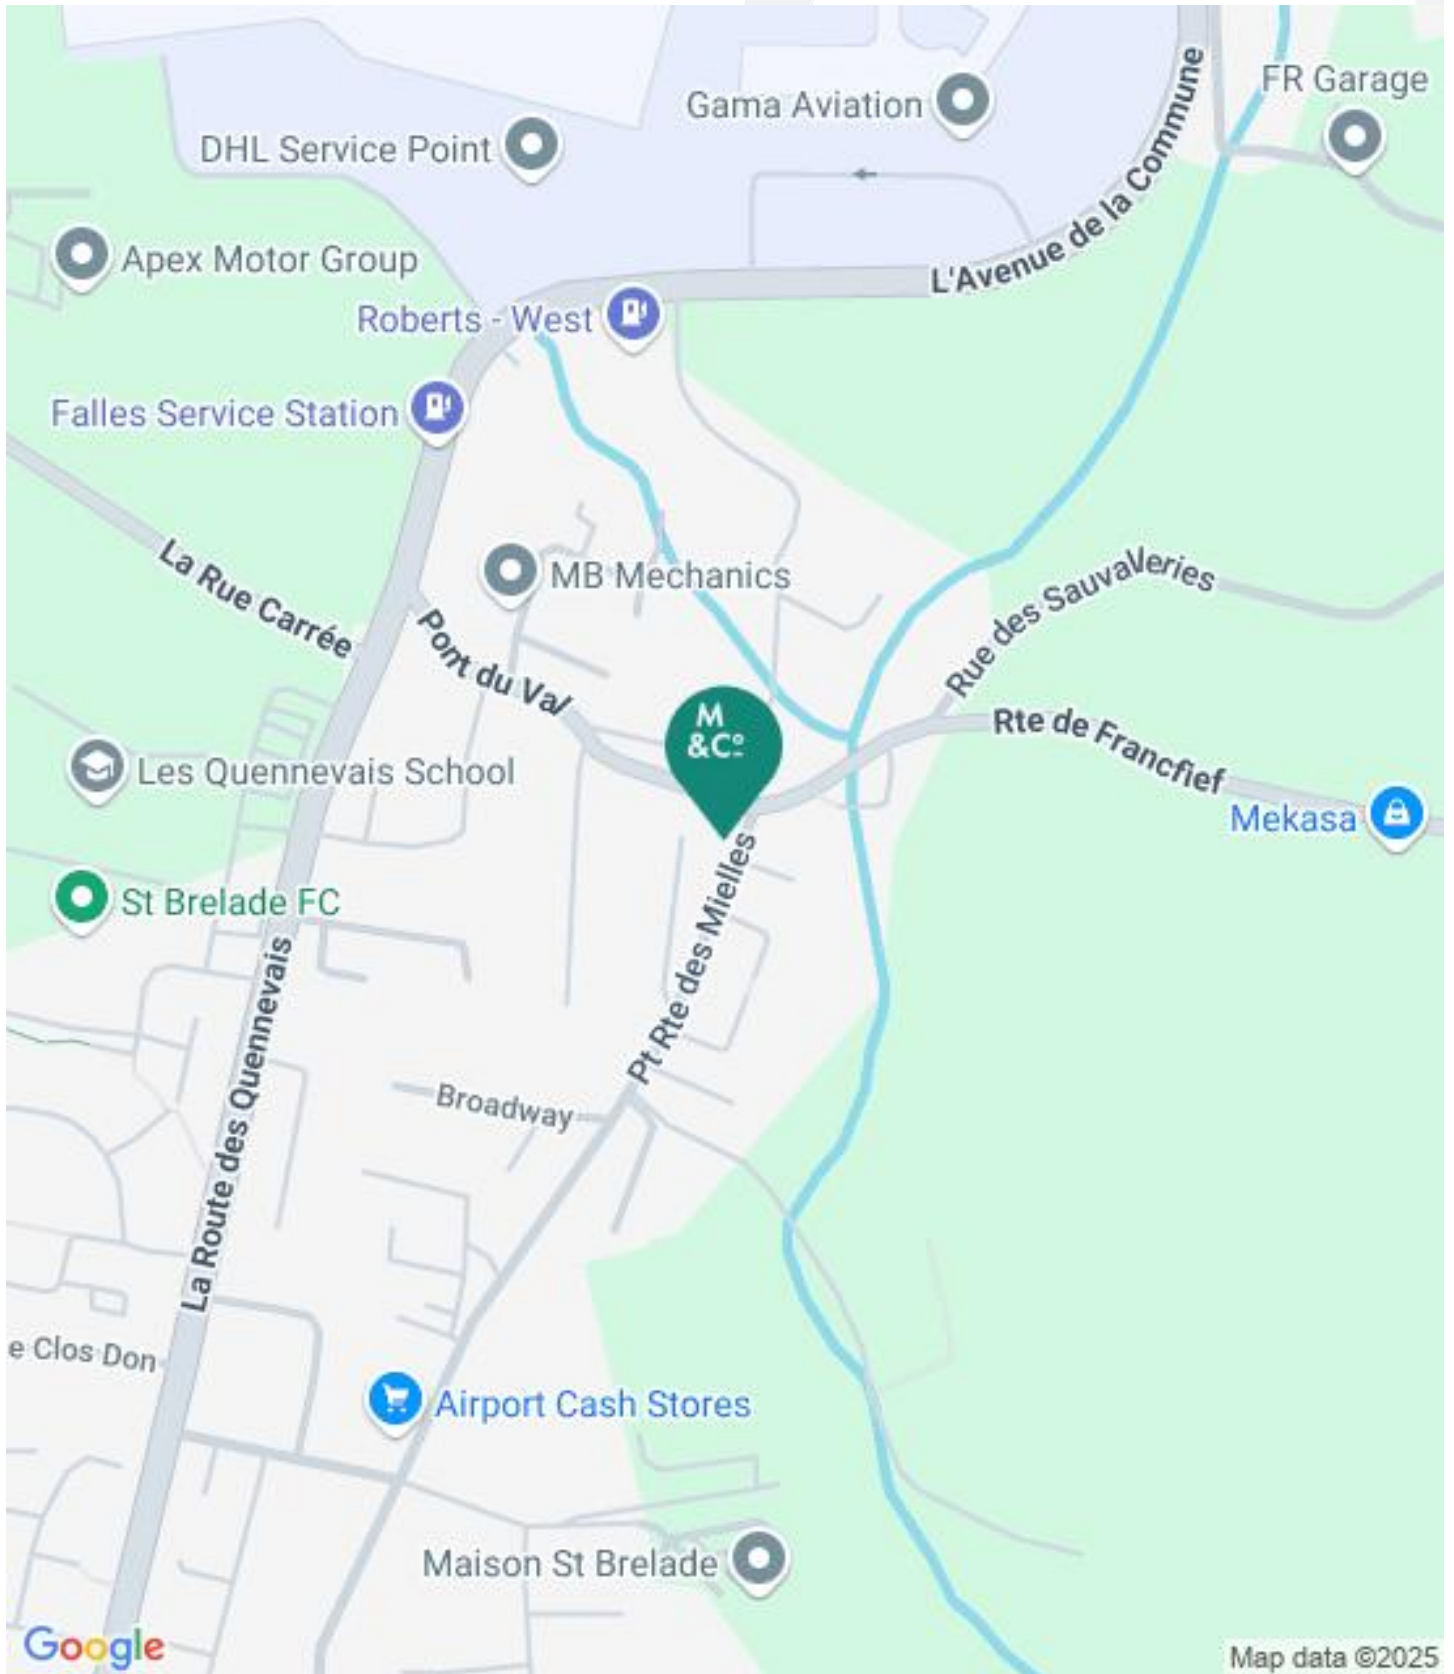 FR Garage
Gama Aviation
DHL Service Point
L'Avenue de la Commune
Apex Motor Group
Roberts - West
Falles Service Station
La Rue Carrée
MB Mechanics
Rue des Sauvalleries
Pont du Val
M
&Cº
Rte de Francfief
Les Quennevais School
Mekasa
St Brelade FC
Pt Rte des Mielles
La Route des Quennevais
Broadway
e Clos Don
Airport Cash Stores
Maison St Brelade
Google
Map data ©2025